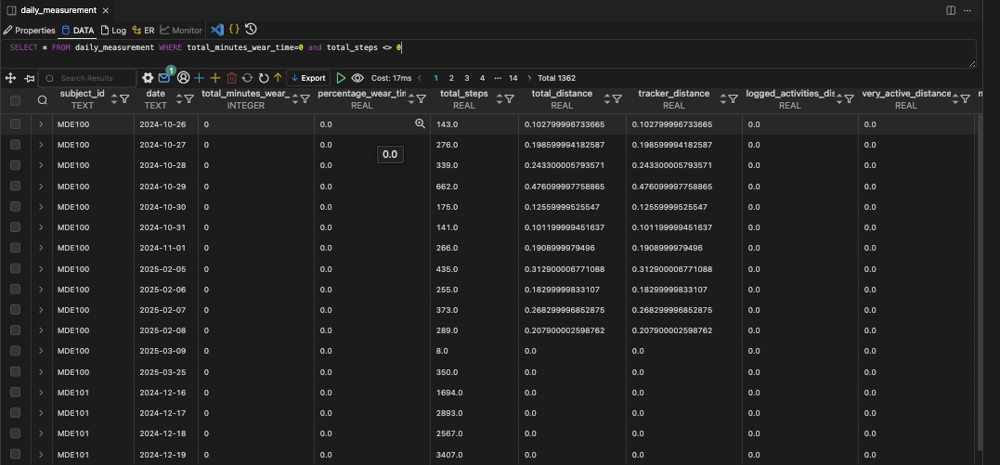 daily_measurement
Properties DATA Log ER Monitor
SELECT * FROM daily_measurement WHERE total_minutes_wear_time=0 and total_steps <> 0
Search Results 1 Export Cost: 17ms 1 2 3 4 ··· 14 Total 1362
subject_id date total_minutes_wear_ percentage_wear_tir total_steps total_distance tracker_distance logged_activities_dis very_active_distance
TEXT TEXT INTEGER REAL REAL REAL REAL REAL REAL
MDE100 2024-10-26 0 0.0 143.0 0.102799996733665 0.102799996733665 0.0 0.0
MDE100 2024-10-27 0 0.0 276.0 0.198599994182587 0.198599994182587 0.0 0.0
0.0
MDE100 2024-10-28 0 0.0 339.0 0.243300005793571 0.243300005793571 0.0 0.0
MDE100 2024-10-29 0 0.0 662.0 0.476099997758865 0.476099997758865 0.0 0.0
MDE100 2024-10-30 0 0.0 175.0 0.12559999525547 0.12559999525547 0.0 0.0
MDE100 2024-10-31 0 0.0 141.0 0.101199999451637 0.101199999451637 0.0 0.0
MDE100 2024-11-01 0 0.0 266.0 0.1908999979496 0.1908999979496 0.0 0.0
MDE100 2025-02-05 0 0.0 435.0 0.312900006771088 0.312900006771088 0.0 0.0
MDE100 2025-02-06 0 0.0 255.0 0.18299999833107 0.18299999833107 0.0 0.0
MDE100 2025-02-07 0 0.0 373.0 0.268299996852875 0.268299996852875 0.0 0.0
MDE100 2025-02-08 0 0.0 289.0 0.207900002598762 0.207900002598762 0.0 0.0
MDE100 2025-03-09 0 0.0 8.0 0.0 0.0 0.0 0.0
MDE100 2025-03-25 0 0.0 350.0 0.0 0.0 0.0 0.0
MDE101 2024-12-16 0 0.0 1694.0 0.0 0.0 0.0 0.0
MDE101 2024-12-17 0 0.0 2893.0 0.0 0.0 0.0 0.0
MDE101 2024-12-18 0 0.0 2567.0 0.0 0.0 0.0 0.0
MDE101 2024-12-19 0 0.0 3407.0 0.0 0.0 0.0 0.0